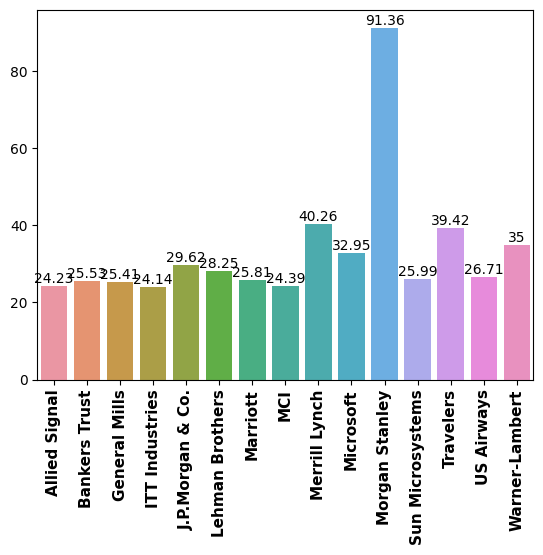 91.36
80
60
40.26
39.42
40
35
32.95
29.62
28.25
26.71
25.99
25.81
25.53
25.41
24.39
24.23
24.14
20
0
Allied Signal
Bankers Trust
General Mills
ITT Industries
J.P.Morgan & Co.
Lehman Brothers
Marriott
MCI
Merrill Lynch
Microsoft
Morgan Stanley
Sun Microsystems
Travelers
US Airways
Warner-Lambert